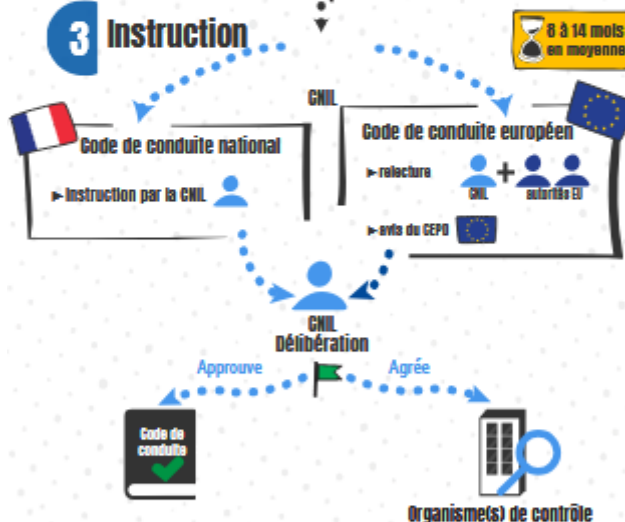 3 Instruction
8 à 14 mois
en moyenne
CNIL
Code de conduite national
►instruction par la CNIL
Code de conduite européen
►relecture
CNIL
+
autorités EU
►avis du CEPD
CNIL
Délibération
Approuve
Agrée
Code de
conduite
Organisme(s) de contrôle